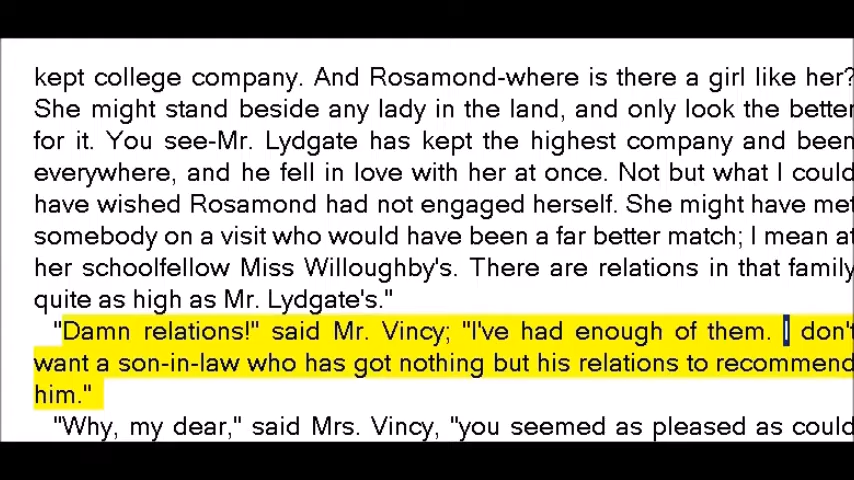 kept college company. And Rosamond-where is there a girl like her?
She might stand beside any lady in the land, and only look the better
for it. You see-Mr. Lydgate has kept the highest company and been
everywhere, and he fell in love with her at once. Not but what I could
have wished Rosamond had not engaged herself. She might have met
somebody on a visit who would have been a far better match; I mean at
her schoolfellow Miss Willoughby's. There are relations in that family
quite as high as Mr. Lydgate's."
"Damn relations!" said Mr. Vincy; "I've had enough of them. I don't
want a son-in-law who has got nothing but his relations to recommend
him."
"Why, my dear," said Mrs. Vincy, "you seemed as pleased as could